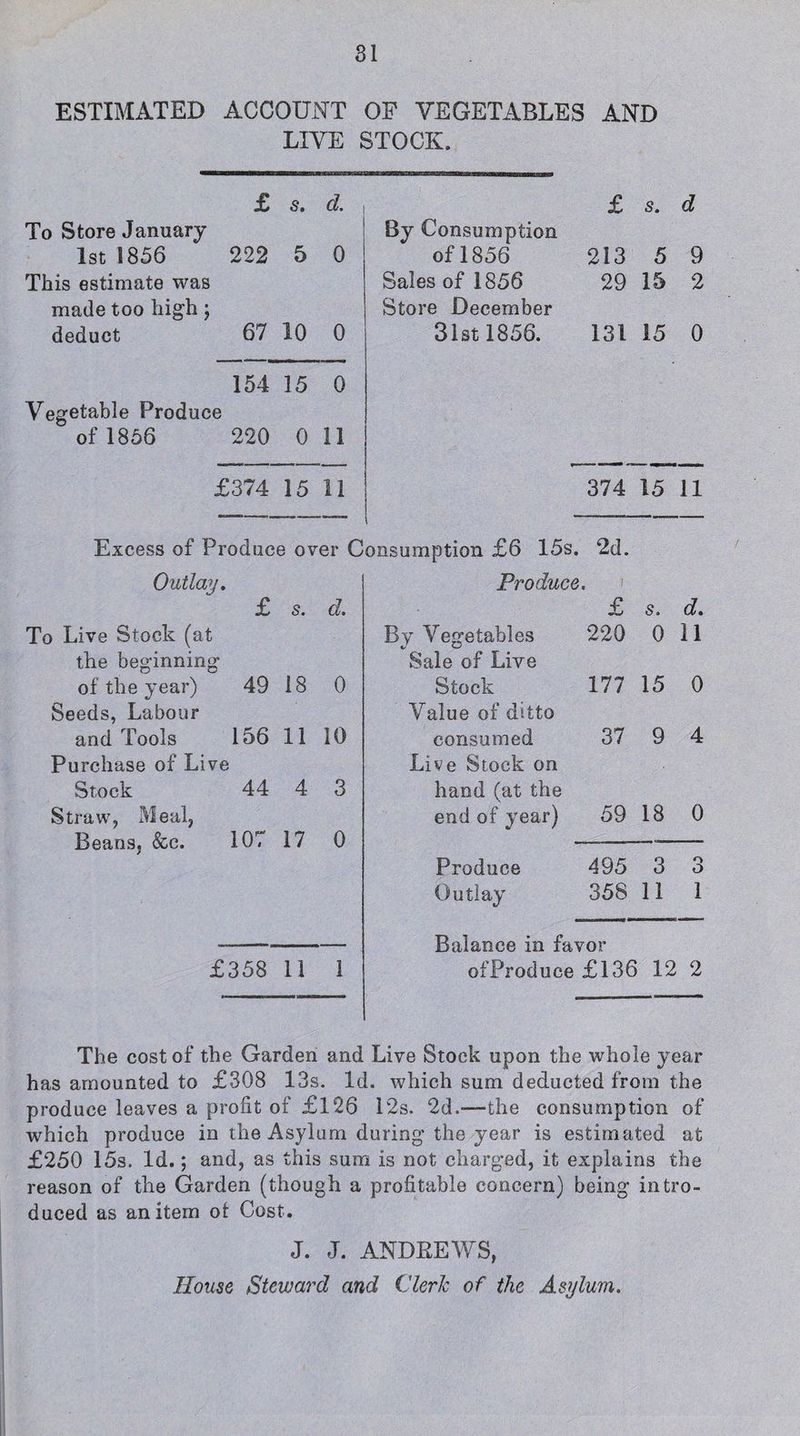 31
ESTIMATED ACCOUNT OF VEGETABLES AND
LIVE STOCK.
£ s. d.
To Store January
1st 1856 222 5 0
This estimate was
made too high ;
deduct 67 10 0
154 15 0
Vegetable Produce
of 1856 220 0 11
£374 15 11
£ s. d
By Consumption
of 1856 213 5 9
Sales of 1856 29 15 2
Store December
31st 1856. 131 15 0
374 15 11
Excess of Produce over Consumption £6 15s. 2d.
Outlay.
£ s. d.
To Live Stock (at
the beginning
of the year) 49 18 0
Seeds, Labour
and Tools 156 11 10
Purchase of Live
Stock 44 4 3
Straw, Meal,
Beans, &c. 107 17 0
£358 11 1
Produce.
£ s. d.
By Vegetables 220 0 11
Sale of Live
Stock 177 15 0
Value of ditto
consumed 37 9 4
Live Stock on
hand (at the
end of year) 59 18 0
Produce 495 3 3
Outlay 358 11 1
Balance in favor
ofProduce £136 12 2
The cost of the Garden and Live Stock upon the whole year
has amounted to £308 13s. 1d. which sum deducted from the
produce leaves a profit of £126 12s. 2d.—the consumption of
which produce in the Asylum during the year is estimated at
£250 15s. 1d.; and, as this sum is not charged, it explains the
reason of the Garden (though a profitable concern) being intro-
duced as an item of Cost.
J. J. ANDREWS,
House Steward and Clerk of the Asylum.